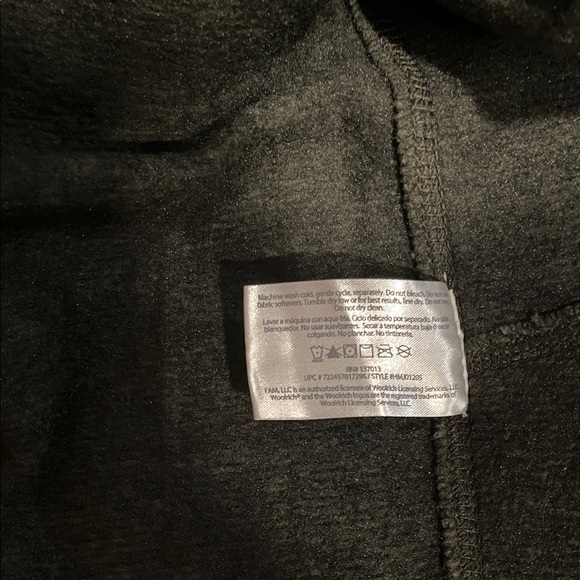 Machine wash cold, gentle cycle, separately. Do not bleach. Do not
fabric softeners. Tumble dry low or for best results, line dry. Do not
Do not dry clean.
Lavar a máquina con agua fria. Ciclo delicado por separado. No
blanqueador. No use suavizantes. Secar a temperatura baja o secar
colgando. No planchar. No tintorería.
RN# 137013
UPC # 722457617296 / STYLE #
I FAM, LLC is an authorized licensee of Woolrich Licensing Services, LLC.
Woolrich® and the Woolrich logos are the registered trademarks of
Woolrich Licensing Services, LLC.